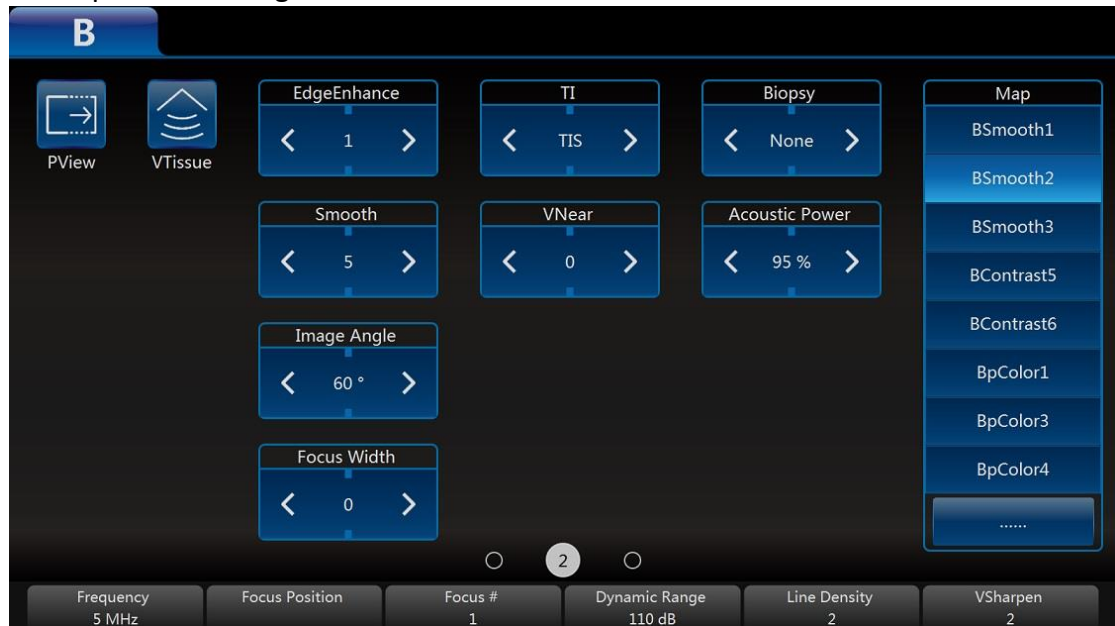 B
PView
VTissue
EdgeEnhance
1
TI
TIS
Biopsy
None
Smooth
5
VNear
0
Acoustic Power
95 %
Image Angle
60 °
Focus Width
0
Map
BSmooth1
BSmooth2
BSmooth3
BContrast5
BContrast6
BpColor1
BpColor3
BpColor4
......
2
Frequency
5 MHz
Focus Position
Focus #
1
Dynamic Range
110 dB
Line Density
2
VSharpen
2